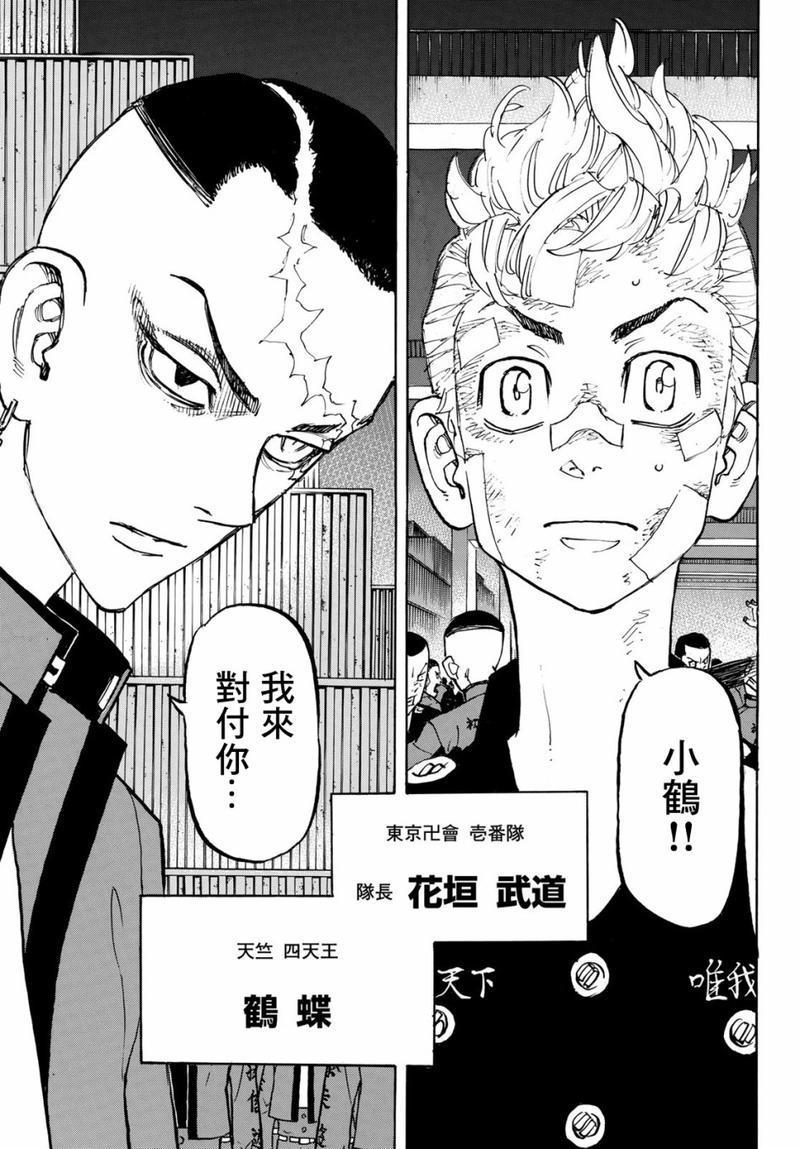 小鶴!!
我來
對付你…
東京卍會 壱番隊
隊長 花垣 武道
天竺 四天王
鶴 蝶
天下
唯我
初